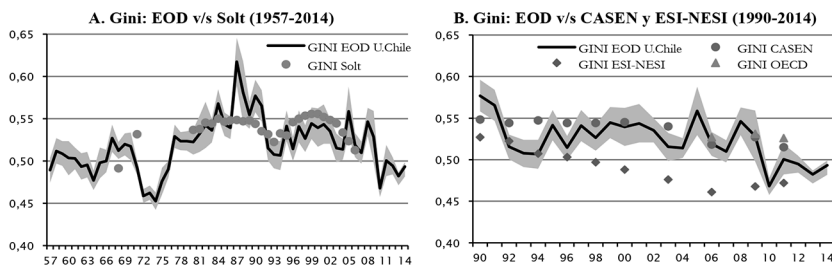 A. Gini: EOD v/s Solt (1957-2014)
0,65
0,60
0,55
0,50
0,45
0,40
GINI EOD U.Chile
GINI Solt
57 60 63 66 69 72 75 78 81 84 87 90 93 96 99 02 05 08 11 14
B. Gini: EOD v/s CASEN y ESI-NESI (1990-2014)
0,65
0,60
0,55
0,50
0,45
0,40
GINI EOD U.Chile GINI CASEN
GINI ESI-NESI GINI OECD
90 92 94 96 98 00 02 04 06 08 10 12 14